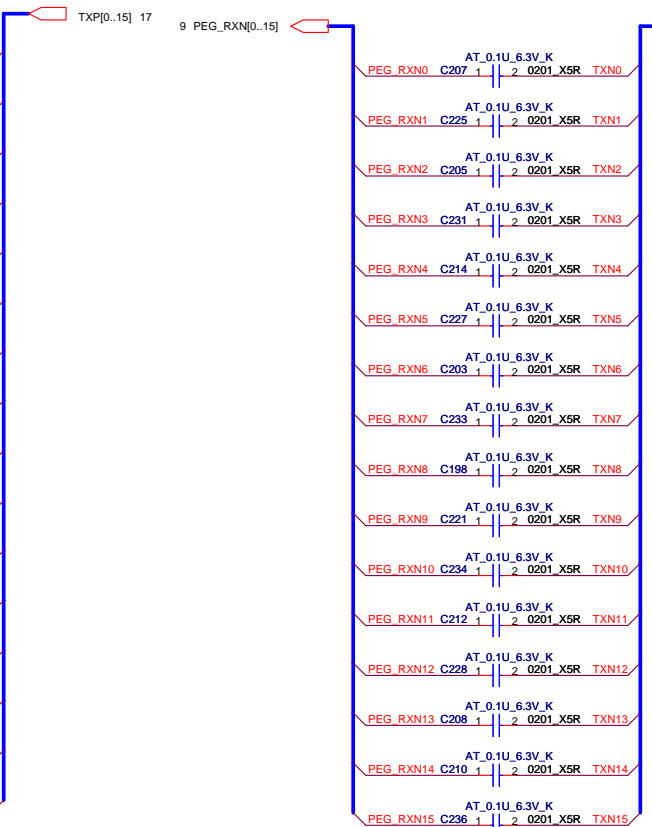 TXP[0..15] 17
9 PEG_RXN[0..15]
AT_0.1U_6.3V_K
PEG_RXN0 C207 1 2 0201_X5R TXN0
AT_0.1U_6.3V_K
PEG_RXN1 C225 1 2 0201_X5R TXN1
AT_0.1U_6.3V_K
PEG_RXN2 C205 1 2 0201_X5R TXN2
AT_0.1U_6.3V_K
PEG_RXN3 C231 1 2 0201_X5R TXN3
AT_0.1U_6.3V_K
PEG_RXN4 C214 1 2 0201_X5R TXN4
AT_0.1U_6.3V_K
PEG_RXN5 C227 1 2 0201_X5R TXN5
AT_0.1U_6.3V_K
PEG_RXN6 C203 1 2 0201_X5R TXN6
AT_0.1U_6.3V_K
PEG_RXN7 C233 1 2 0201_X5R TXN7
AT_0.1U_6.3V_K
PEG_RXN8 C198 1 2 0201_X5R TXN8
AT_0.1U_6.3V_K
PEG_RXN9 C221 1 2 0201_X5R TXN9
AT_0.1U_6.3V_K
PEG_RXN10 C234 1 2 0201_X5R TXN10
AT_0.1U_6.3V_K
PEG_RXN11 C212 1 2 0201_X5R TXN11
AT_0.1U_6.3V_K
PEG_RXN12 C228 1 2 0201_X5R TXN12
AT_0.1U_6.3V_K
PEG_RXN13 C208 1 2 0201_X5R TXN13
AT_0.1U_6.3V_K
PEG_RXN14 C210 1 2 0201_X5R TXN14
AT_0.1U_6.3V_K
PEG_RXN15 C236 1 2 0201_X5R TXN15